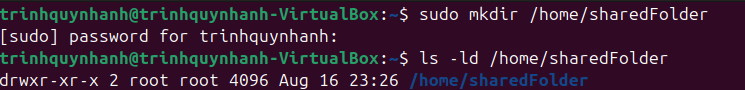 trinhquynhanh@trinhquynhanh-VirtualBox:~$ sudo mkdir /home/sharedFolder
[sudo] password for trinhquynhanh:
trinhquynhanh@trinhquynhanh-VirtualBox:~$ ls -ld /home/sharedFolder
drwxr-xr-x 2 root root 4096 Aug 16 23:26 /home/sharedFolder